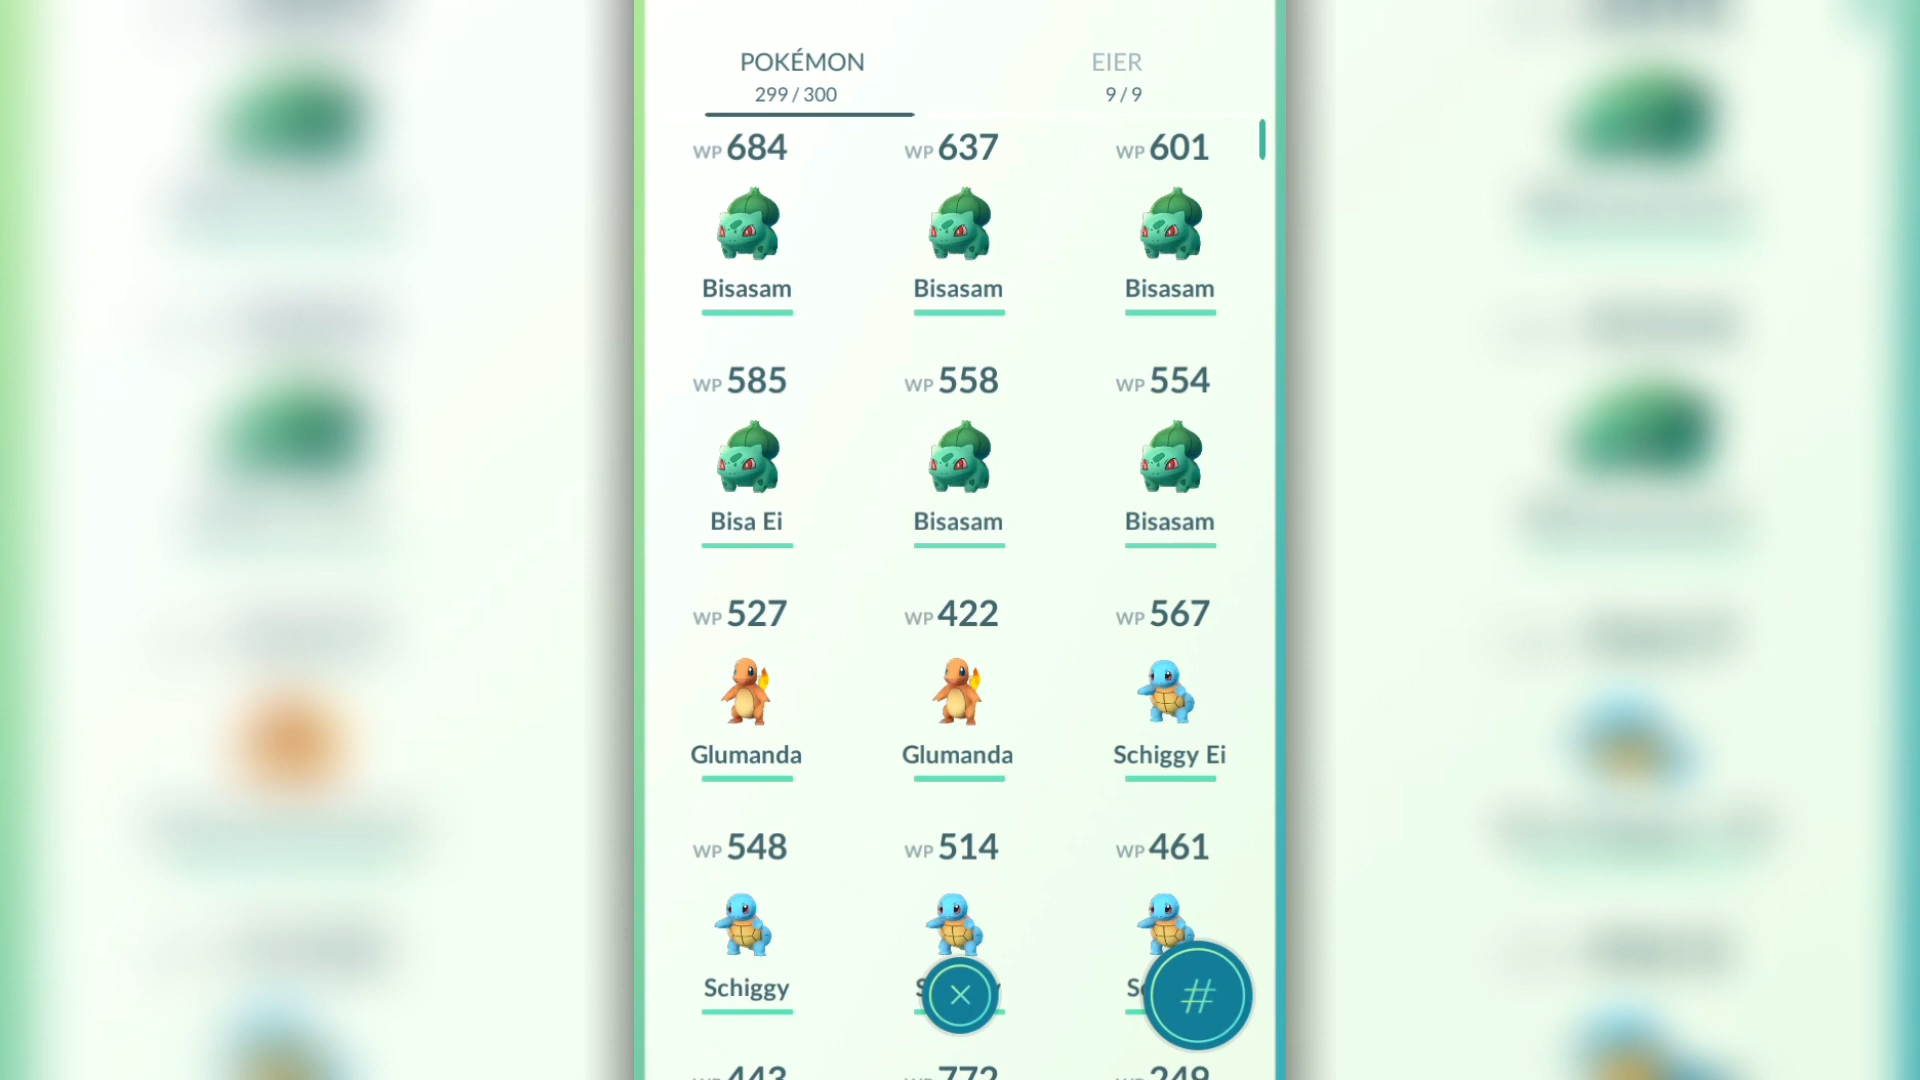 POKÉMON EIER
299 / 300 9 / 9
WP 684 WP 637 WP 601
Bisasam Bisasam Bisasam
WP 585 WP 558 WP 554
Bisa Ei Bisasam Bisasam
WP 527 WP 422 WP 567
Glumanda Glumanda Schiggy Ei
WP 548 WP 514 WP 461
Schiggy
#